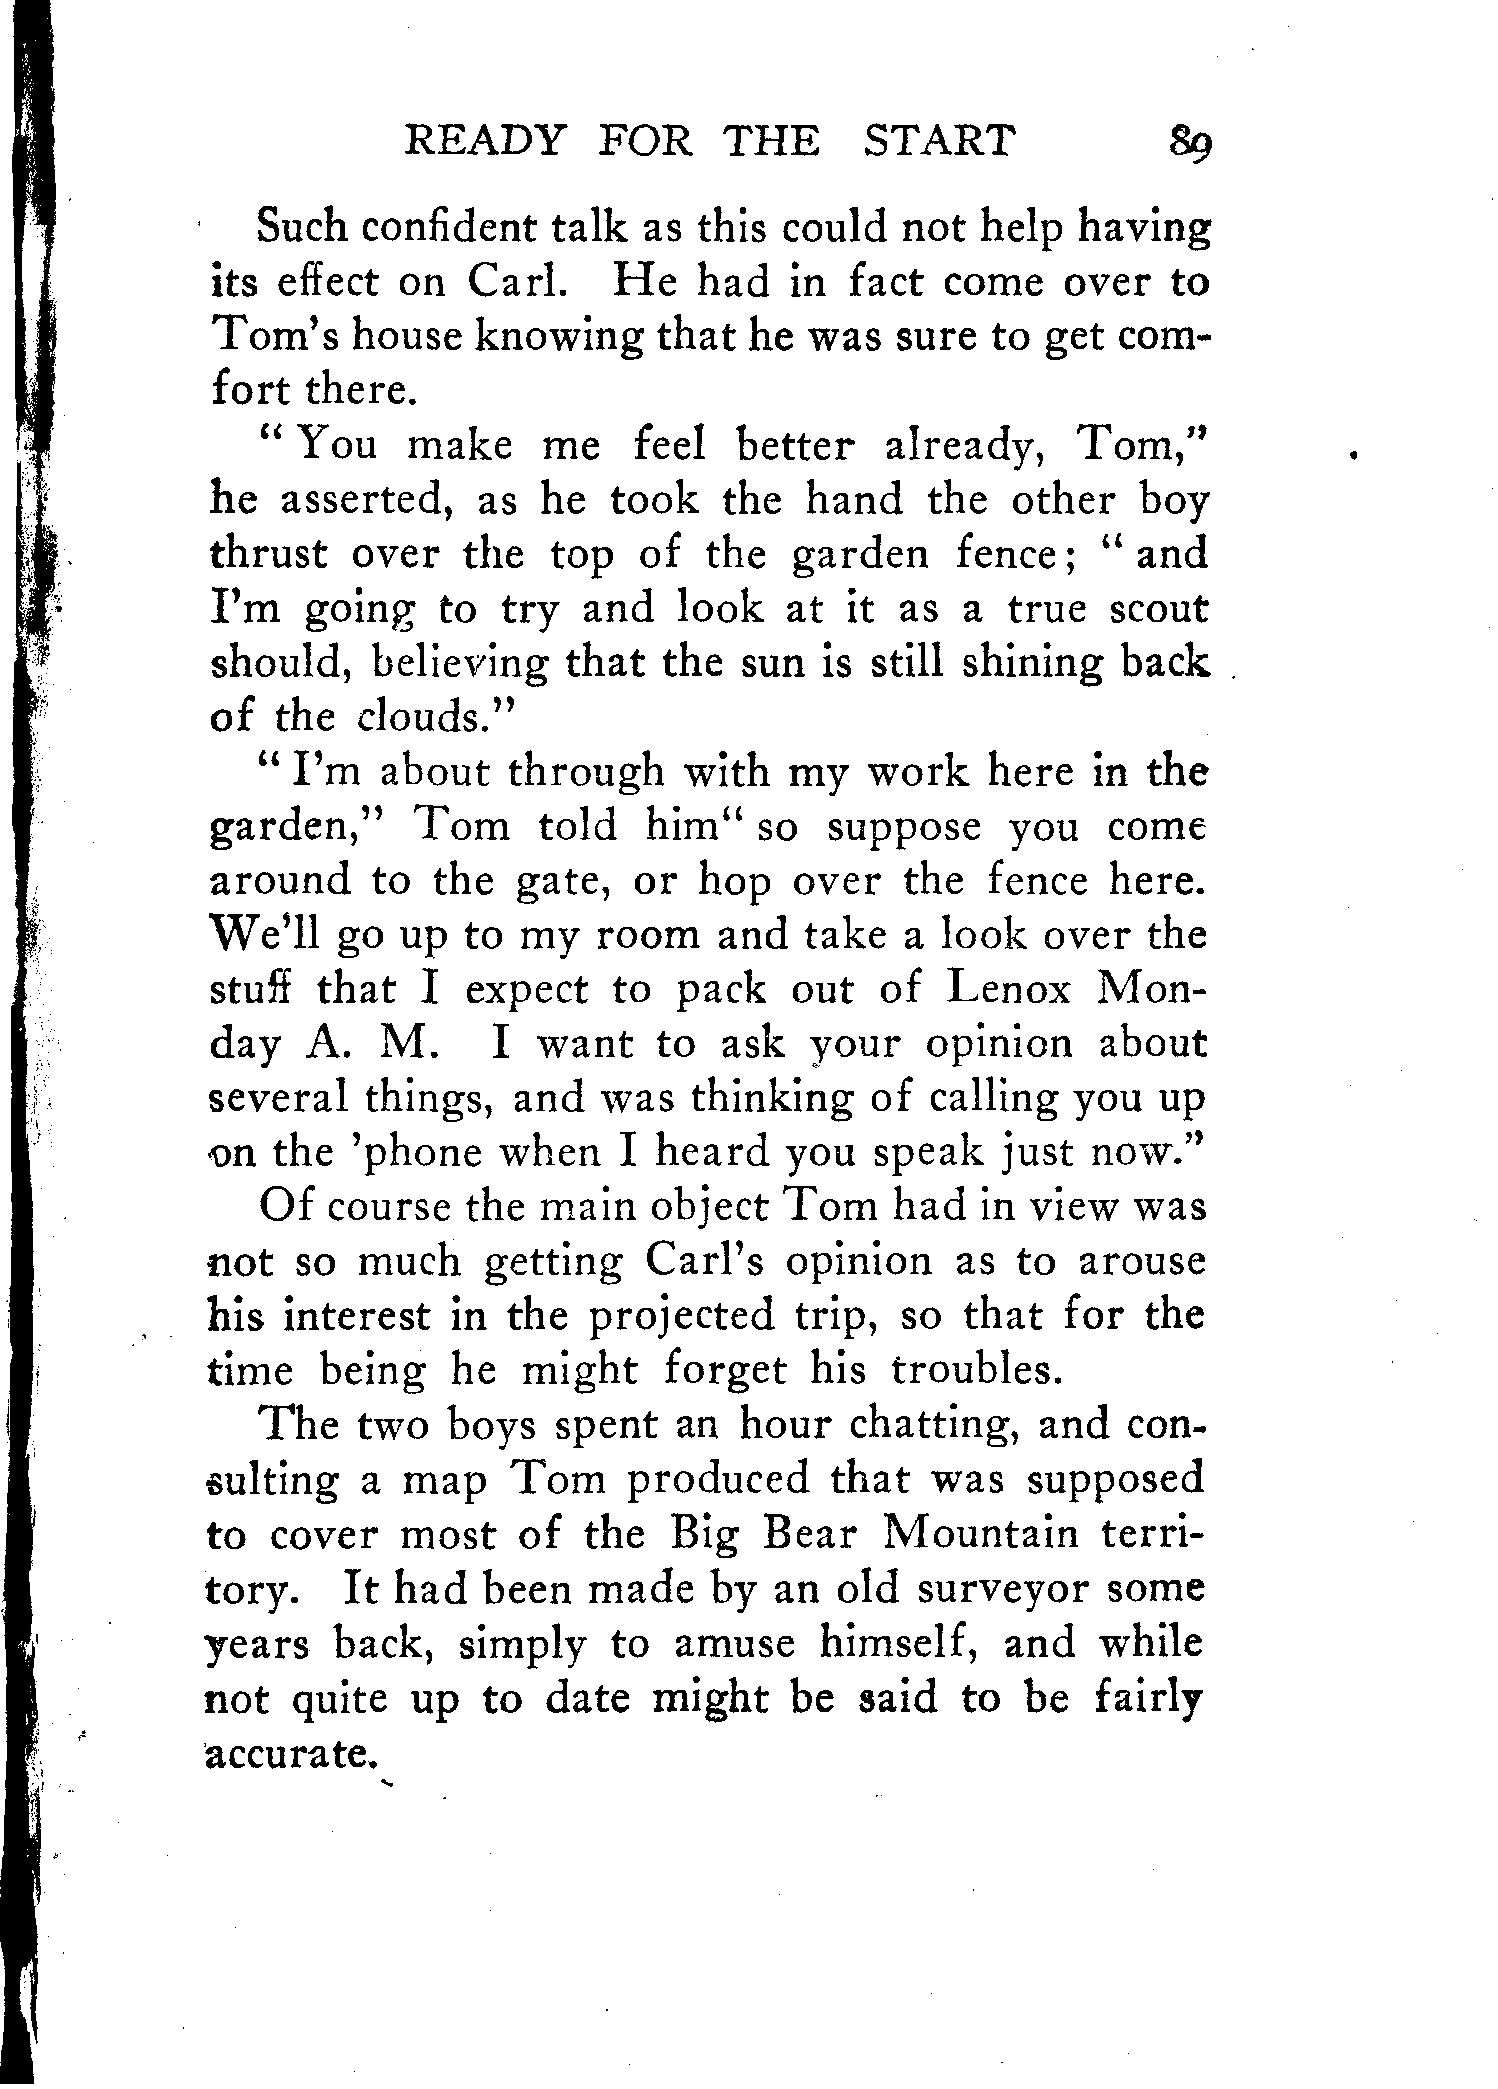 READY FOR THE START 89
Such confident talk as this could not help having
its effect on Carl. He had in fact come over to
Tom's house knowing that he was sure to get com-
fort there.
" You make me feel better already, Tom,"
he asserted, as he took the hand the other boy
thrust over the top of the garden fence; " and
I'm going to try and look at it as a true scout
should, believing that the sun is still shining back
of the clouds."
" I'm about through with my work here in the
garden," Tom told him" so suppose you come
around to the gate, or hop over the fence here.
We'll go up to my room and take a look over the
stuff that I expect to pack out of Lenox Mon-
day A. M. I want to ask your opinion about
several things, and was thinking of calling you up
on the 'phone when I heard you speak just now."
Of course the main object Tom had in view was
not so much getting Carl's opinion as to arouse
his interest in the projected trip, so that for the
time being he might forget his troubles.
The two boys spent an hour chatting, and con-
sulting a map Tom produced that was supposed
to cover most of the Big Bear Mountain terri-
tory. It had been made by an old surveyor some
years back, simply to amuse himself, and while
not quite up to date might be said to be fairly
accurate.